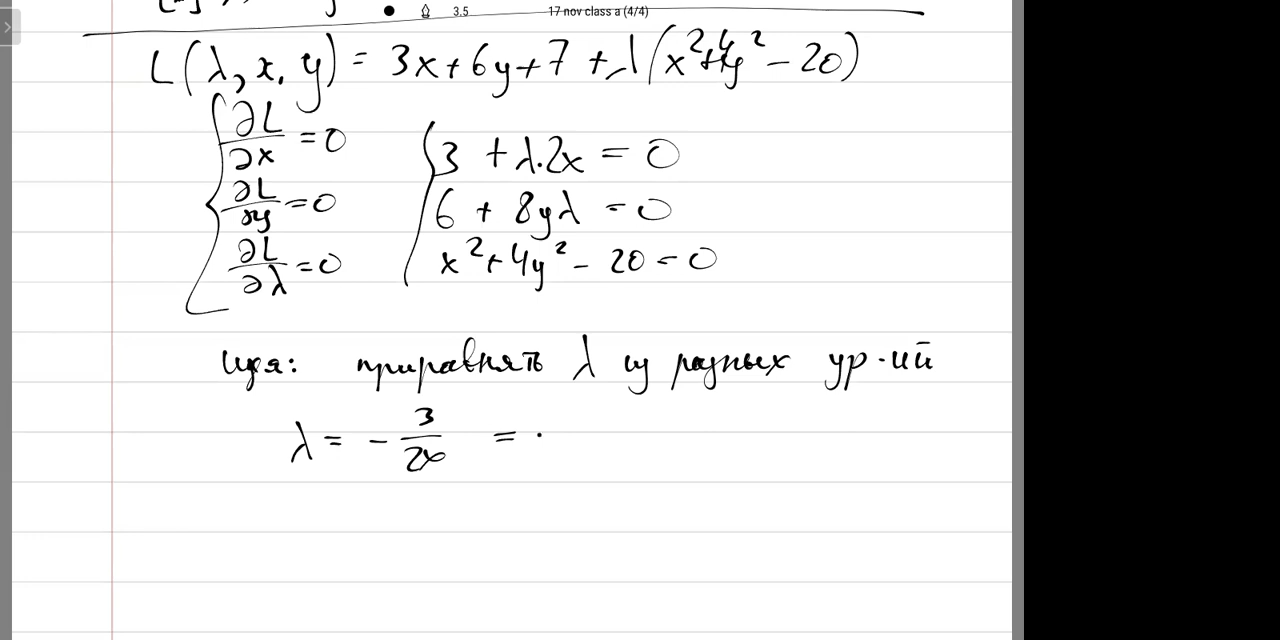 3.5 17 nov class a (4/4)
L(λ, x, y) = 3x + 6y + 7 + λ(x² + 4y² - 20)
∂L/∂x = 0 3 + λ·2x = 0
∂L/∂y = 0 6 + 8yλ = 0
∂L/∂λ = 0 x² + 4y² - 20 = 0
Идея: приравнять λ из разных ур-ий
λ = - 3/2x = ·